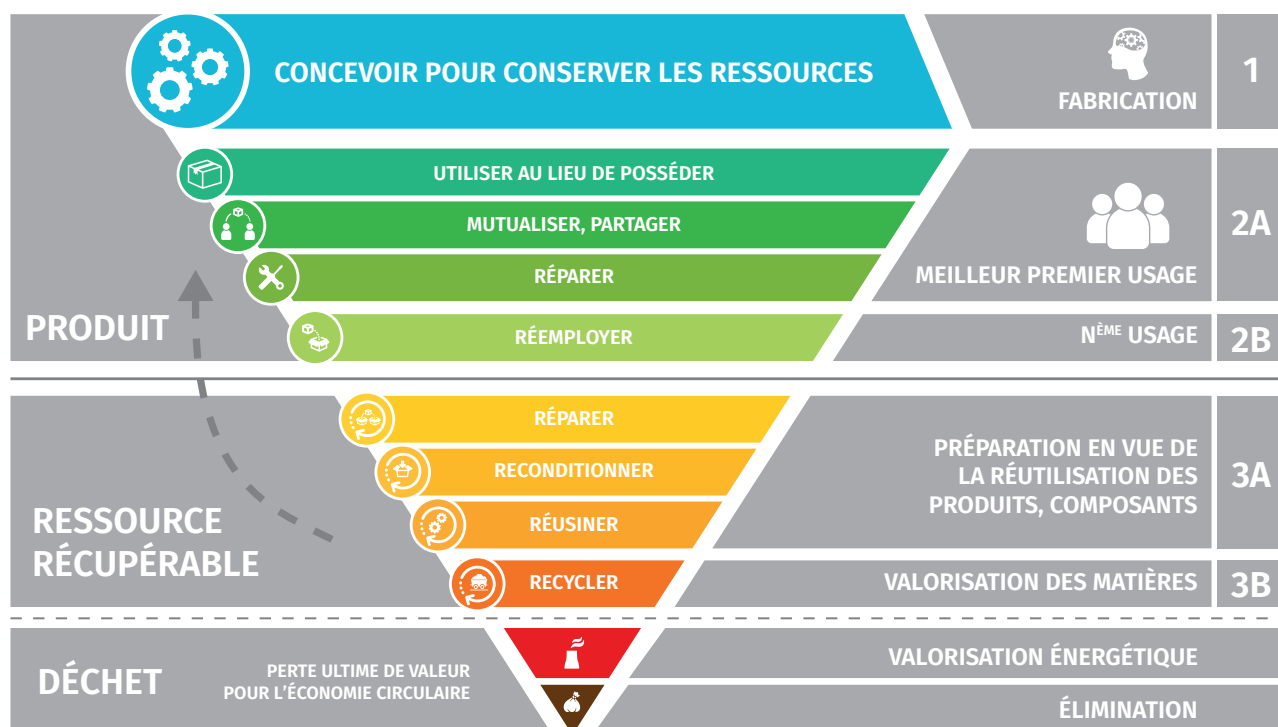 CONCEVOIR POUR CONSERVER LES RESSOURCES
FABRICATION
1
UTILISER AU LIEU DE POSSÉDER
MUTUALISER, PARTAGER
2A
RÉPARER
MEILLEUR PREMIER USAGE
PRODUIT
RÉEMPLOYER
NÈME USAGE
2B
RÉPARER
PRÉPARATION EN VUE DE
LA RÉUTILISATION DES
PRODUITS, COMPOSANTS
3A
RECONDITIONNER
RÉUSINER
RESSOURCE
RÉCUPÉRABLE
RECYCLER
VALORISATION DES MATIÈRES
3B
DÉCHET
PERTE ULTIME DE VALEUR
POUR L'ÉCONOMIE CIRCULAIRE
VALORISATION ÉNERGÉTIQUE
ÉLIMINATION